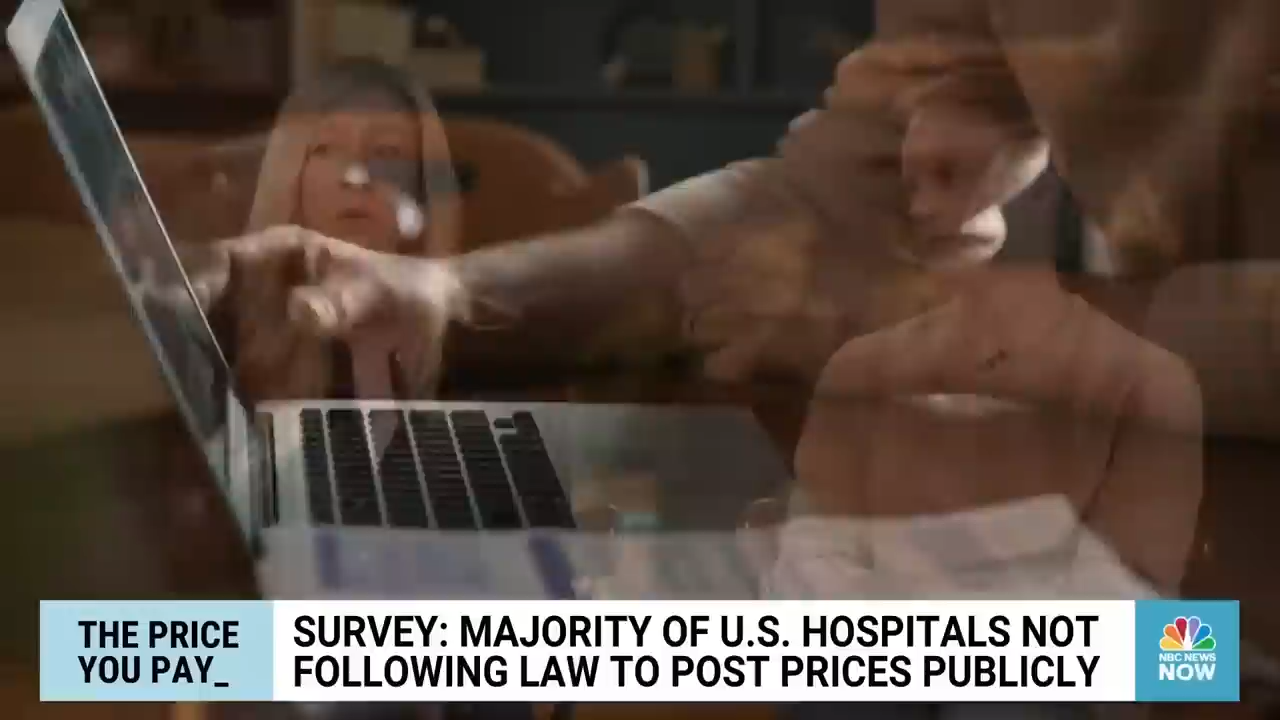 THE PRICE
YOU PAY_
SURVEY: MAJORITY OF U.S. HOSPITALS NOT
FOLLOWING LAW TO POST PRICES PUBLICLY
NBC NEWS
NOW